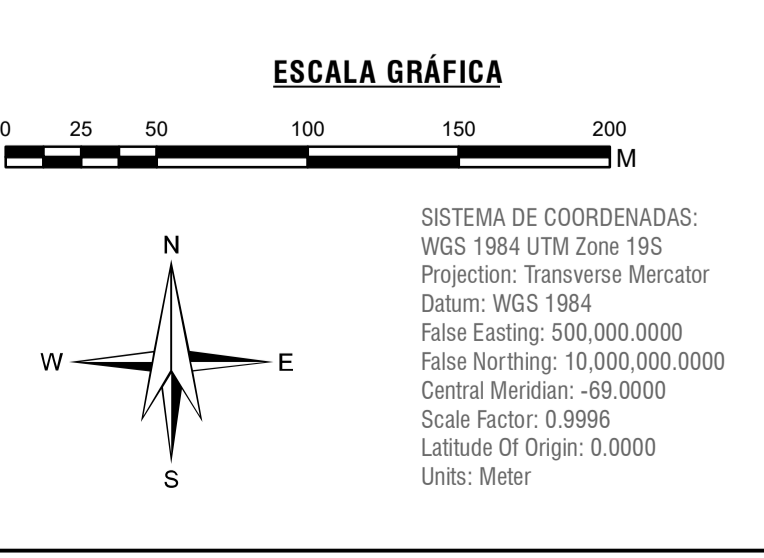 ESCALA GRÁFICA
0 25 50 100 150 200
M
N
W E
S
SISTEMA DE COORDENADAS:
WGS 1984 UTM Zone 19S
Projection: Transverse Mercator
Datum: WGS 1984
False Easting: 500,000.0000
False Northing: 10,000,000.0000
Central Meridian: -69.0000
Scale Factor: 0.9996
Latitude Of Origin: 0.0000
Units: Meter